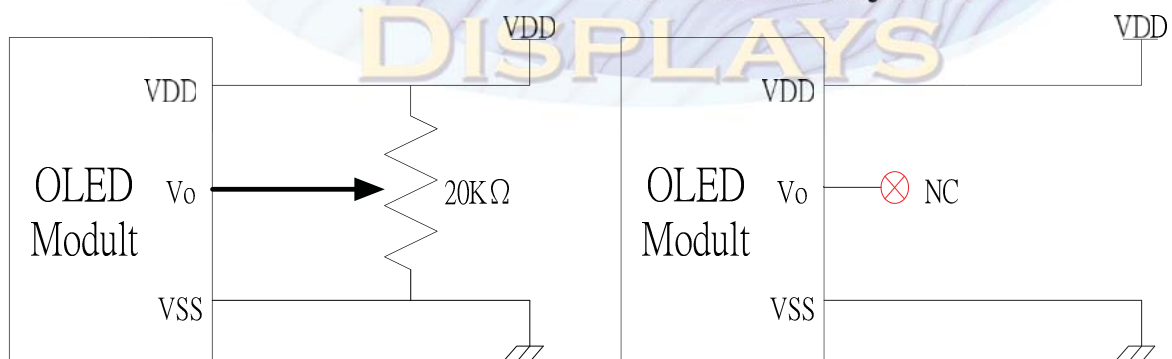 DISPLAYS
VDD
VDD
OLED
Modult
Vo
20KΩ
VSS
VDD
VDD
OLED
Modult
Vo
NC
VSS